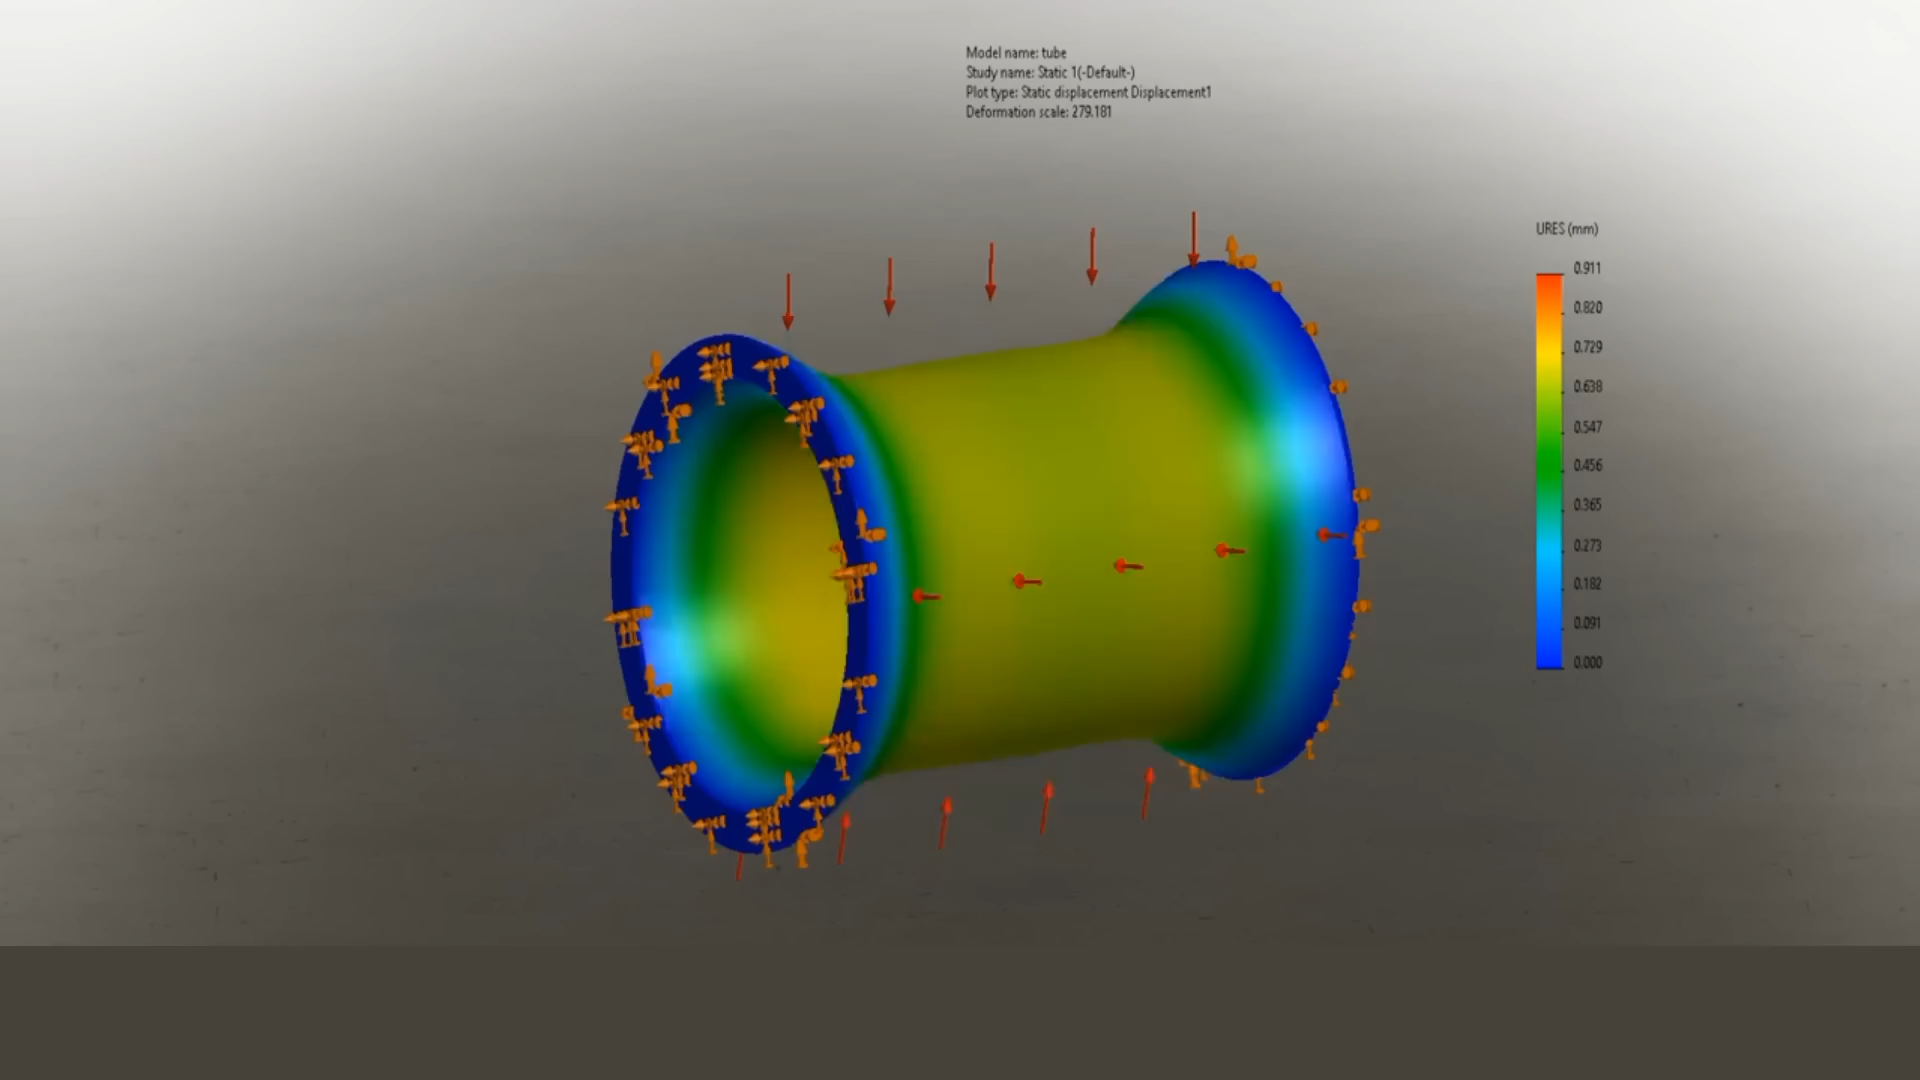 Model name: tube
Study name: Static 1(-Default-)
Plot type: Static displacement Displacement1
Deformation scale: 279.181
URES (mm)
0.911
0.820
0.729
0.638
0.547
0.456
0.365
0.273
0.182
0.091
0.000